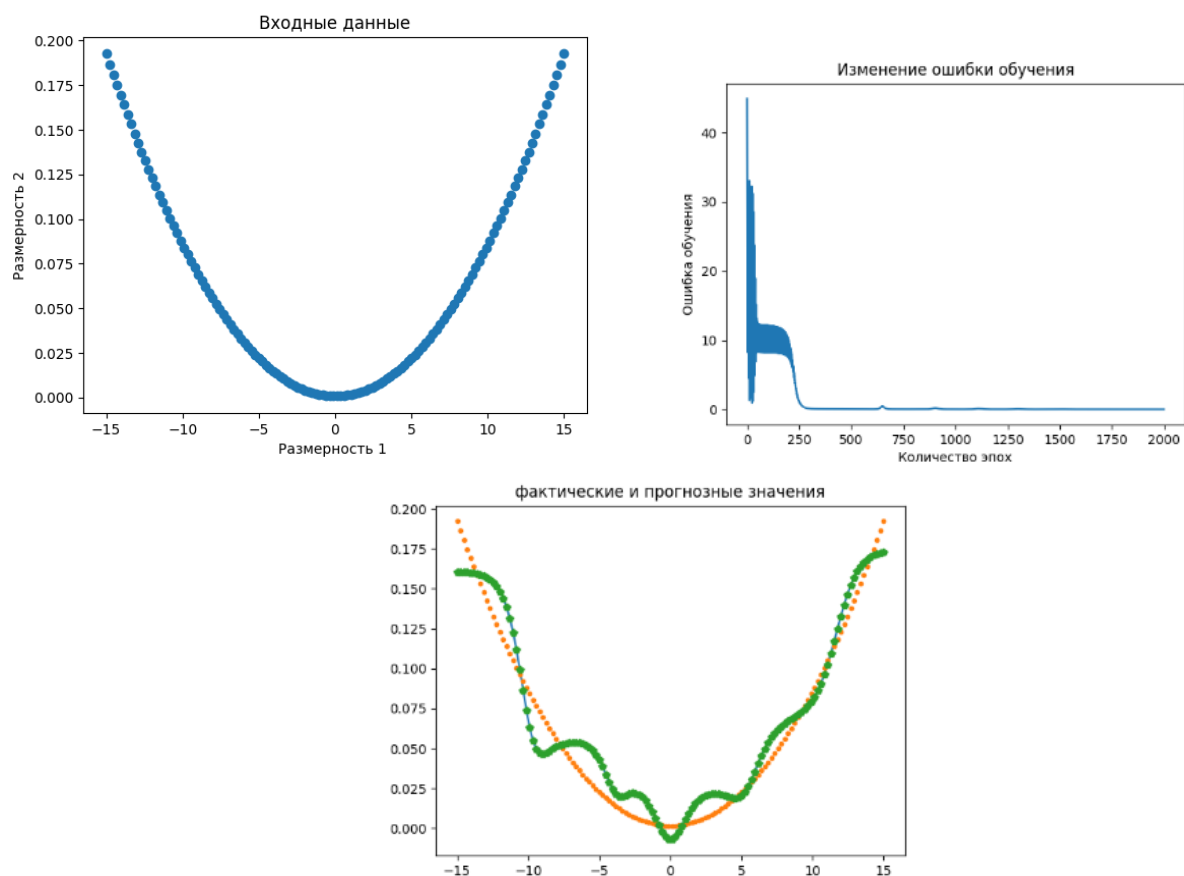 Входные данные
0.200
0.175
0.150
0.125
0.100
0.075
0.050
0.025
0.000
Размерность 2
−15 −10 −5 0 5 10 15
Размерность 1
Изменение ошибки обучения
40
30
20
10
0
Ошибка обучения
0 250 500 750 1000 1250 1500 1750 2000
Количество эпох
фактические и прогнозные значения
0.200
0.175
0.150
0.125
0.100
0.075
0.050
0.025
0.000
−15 −10 −5 0 5 10 15